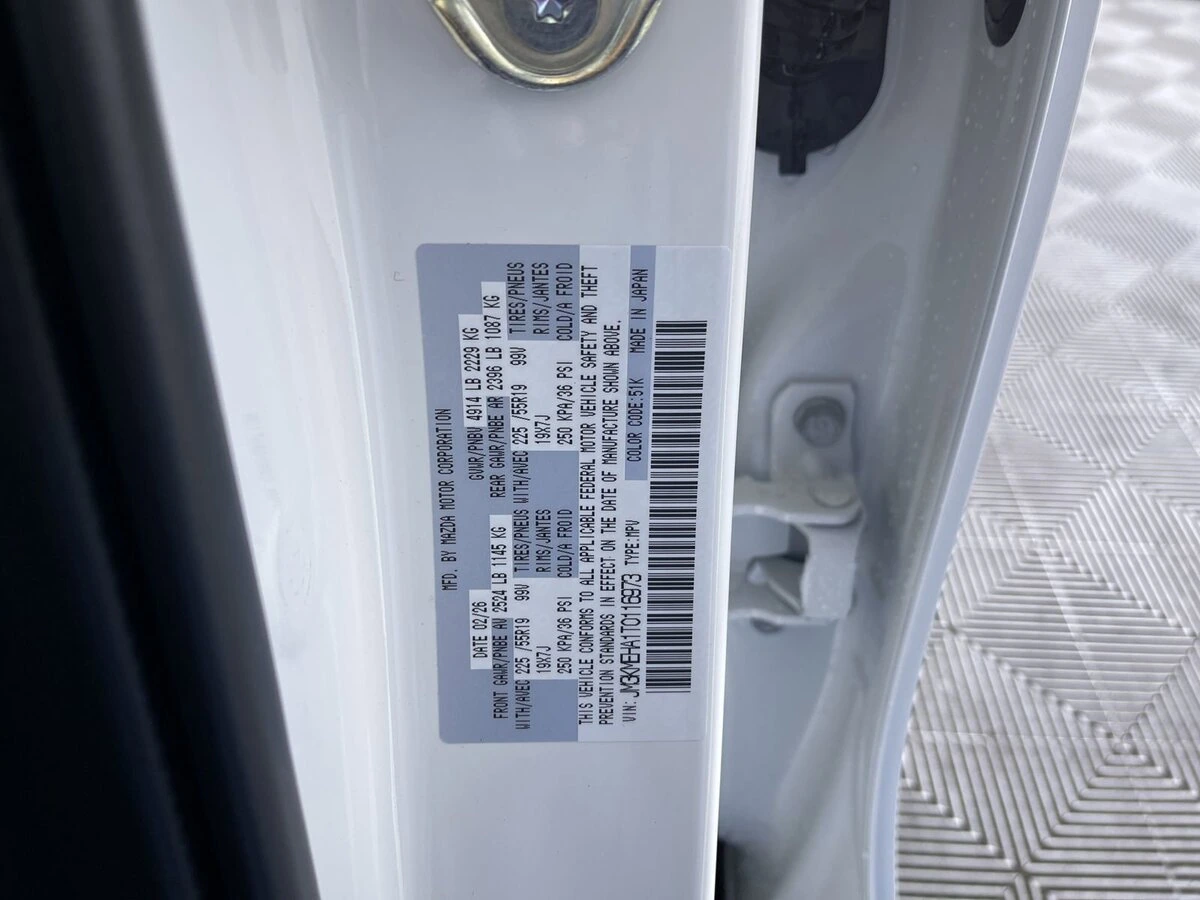 MFD. BY MAZDA MOTOR CORPORATION
DATE 02/26 GVWR/PNBV 4914 LB 2229 KG
FRONT GAWR/PNBE AV 2524 LB 1145 KG REAR GAWR/PNBE AR 2396 LB 1087 KG
WITH/AVEC 225 /55R19 99V TIRES/PNEUS WITH/AVEC 225 /55R19 99V TIRES/PNEUS
19X7J RIMS/JANTES 19X7J RIMS/JANTES
250 KPA/36 PSI COLD/A FROID 250 KPA/36 PSI COLD/A FROID
THIS VEHICLE CONFORMS TO ALL APPLICABLE FEDERAL MOTOR VEHICLE SAFETY AND THEFT
PREVENTION STANDARDS IN EFFECT ON THE DATE OF MANUFACTURE SHOWN ABOVE.
VIN: JM3KMEHA1T0116973 TYPE:MPV COLOR CODE:51K MADE IN JAPAN